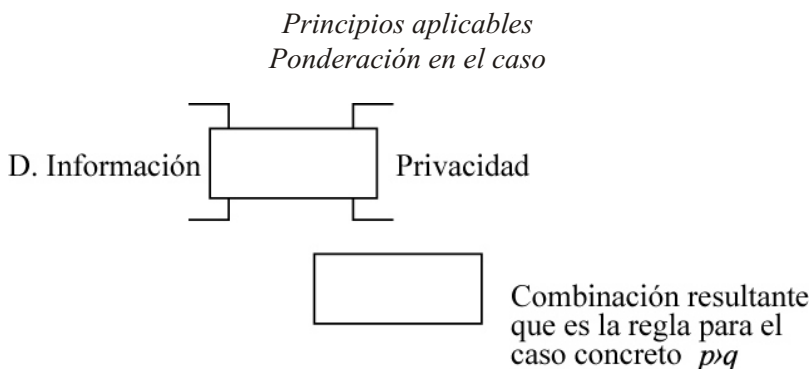 Principios aplicables
Ponderación en el caso
D. Información
Privacidad
Combinación resultante
que es la regla para el
caso concreto p›q